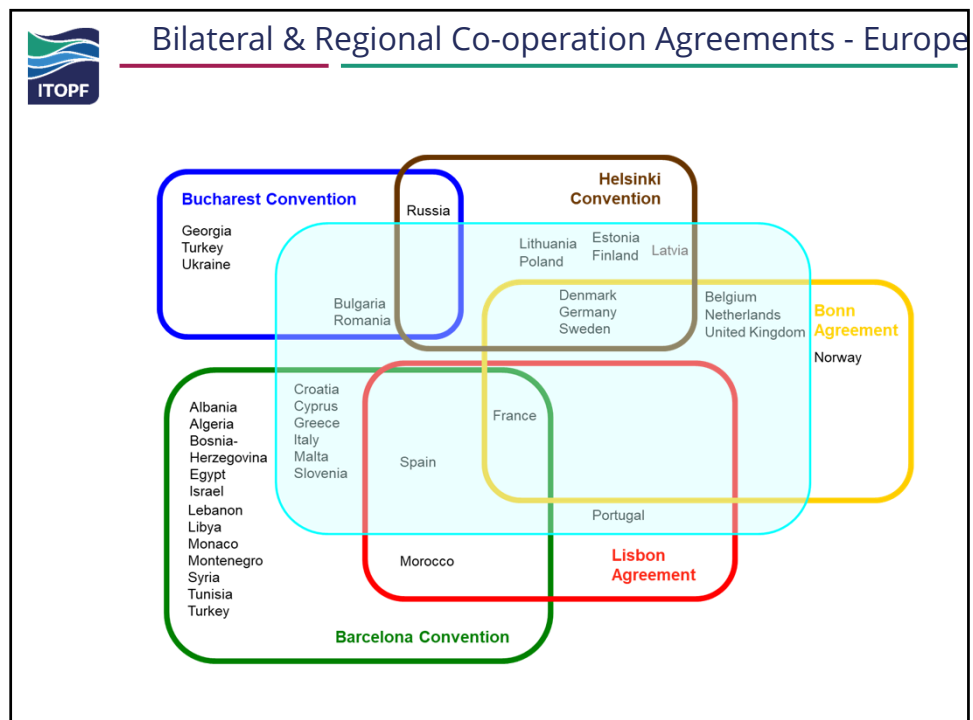 Bilateral & Regional Co-operation Agreements - Europe
ITOPF
Helsinki
Convention
Bucharest Convention
Russia
Georgia
Turkey
Ukraine
Lithuania
Poland
Estonia
Finland
Latvia
Bulgaria
Romania
Denmark
Germany
Sweden
Belgium
Netherlands
United Kingdom
Bonn
Agreement
Norway
Albania
Algeria
Bosnia-
Herzegovina
Egypt
Israel
Lebanon
Libya
Monaco
Montenegro
Syria
Tunisia
Turkey
Croatia
Cyprus
Greece
Italy
Malta
Slovenia
Spain
France
Portugal
Morocco
Lisbon
Agreement
Barcelona Convention